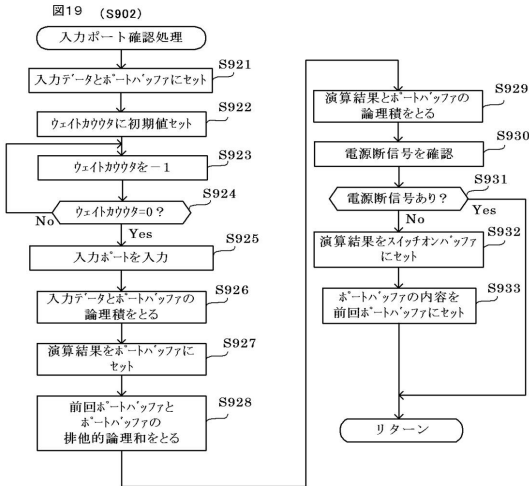 図19 (S902)
入力ポート確認処理
S921
入力データとポートバッファにセット
S922
ウェイトカウウタに初期値セット
S923
ウェイトカウウタを－1
S924
ウェイトカウウタ=0？
No
Yes
S925
入力ポートを入力
S926
入力データとポートバッファの
論理積をとる
S927
演算結果をポートバッファに
セット
S928
前回ポートバッファと
ポートバッファの
排他的論理和をとる
S929
演算結果とポートバッファの
論理積をとる
S930
電源断信号を確認
S931
電源断信号あり？
Yes
No
S932
演算結果をスイッチオンバッファ
にセット
S933
ポートバッファの内容を
前回ポートバッファにセット
リターン